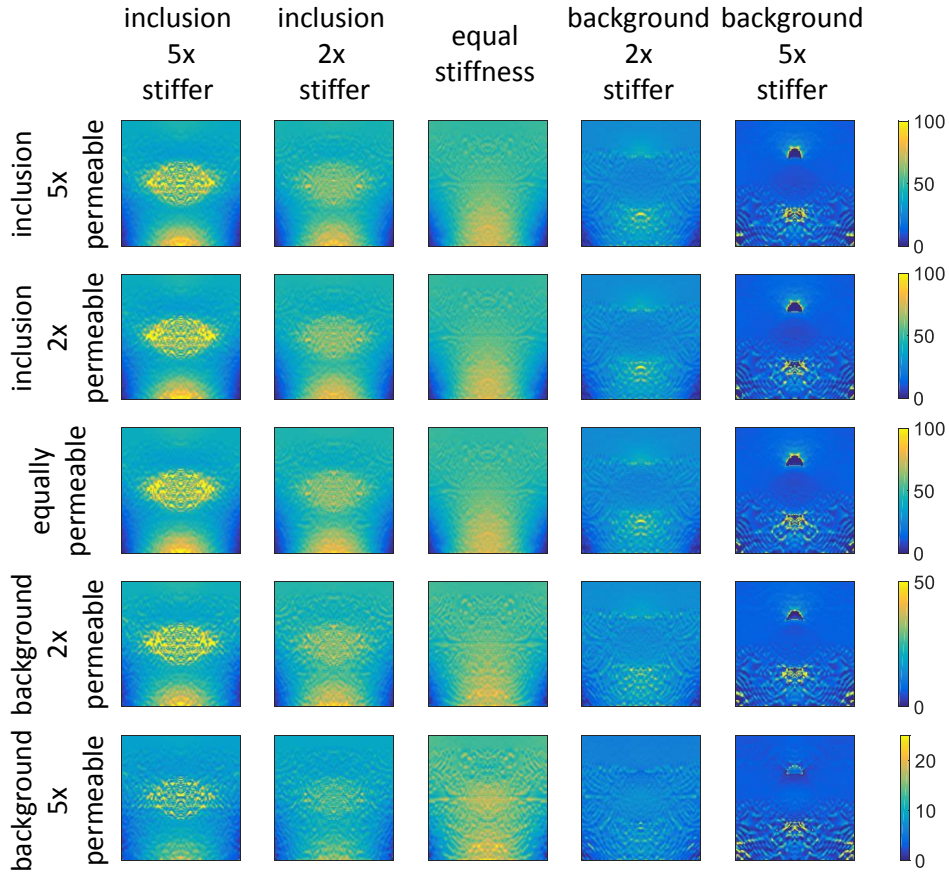 inclusion
5x
stiffer
inclusion
2x
stiffer
equal
stiffness
background
2x
stiffer
background
5x
stiffer
inclusion
5x
permeable
100
50
0
inclusion
2x
permeable
100
50
0
equally
permeable
100
50
0
background
2x
permeable
50
0
background
5x
permeable
20
10
0